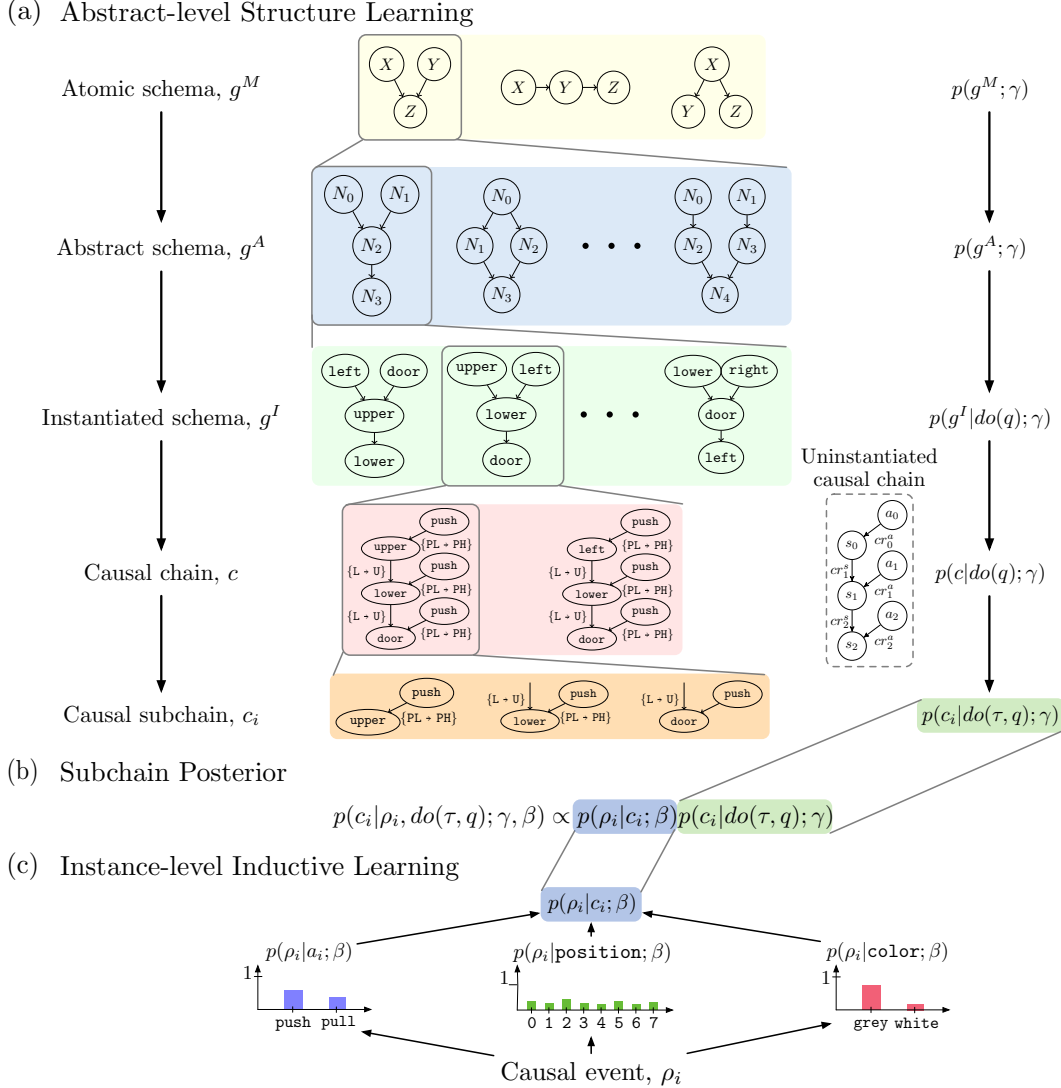 (a) Abstract-level Structure Learning
Atomic schema, g^M
X Y Z
X Y Z
X Y Z
p(g^M; γ)
Abstract schema, g^A
N_0 N_1 N_2 N_3
N_0 N_1 N_2 N_3
• • •
N_0 N_1 N_2 N_3 N_4
p(g^A; γ)
Instantiated schema, g^I
left door upper lower
upper left lower door
• • •
lower right door left
p(g^I|do(q); γ)
Uninstantiated
causal chain
a_0
s_0 cr_0^a
cr_1^s a_1
s_1 cr_1^a
cr_2^s a_2
s_2 cr_2^a
Causal chain, c
push
upper {PL→PH}
{L→U} push
lower {PL→PH}
{L→U} push
door {PL→PH}
push
left {PL→PH}
{L→U} push
lower {PL→PH}
{L→U} push
door {PL→PH}
p(c|do(q); γ)
Causal subchain, c_i
push
upper {PL→PH}
{L→U} push
lower {PL→PH}
{L→U} push
door
p(c_i|do(τ, q); γ)
(b) Subchain Posterior
p(c_i|ρ_i, do(τ, q); γ, β) ∝ p(ρ_i|c_i; β)p(c_i|do(τ, q); γ)
(c) Instance-level Inductive Learning
p(ρ_i|c_i; β)
p(ρ_i|a_i; β)
1
push pull
p(ρ_i|position; β)
1
0 1 2 3 4 5 6 7
p(ρ_i|color; β)
1
grey white
Causal event, ρ_i